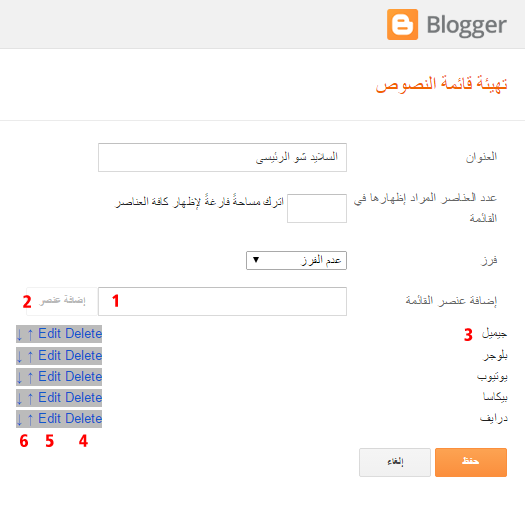 Blogger
تهيئة قائمة النصوص
العنوان
السلايد شو الرئيسى
عدد العناصر المراد إظهارها في
القائمة
اترك مساحةً فارغةً لإظهار كافة العناصر
فرز
عدم الفرز ▼
إضافة عنصر القائمة
1
إضافة عنصر 2
جيميل 3
↓ ↑ Edit Delete
بلوجر
↓ ↑ Edit Delete
يوتيوب
↓ ↑ Edit Delete
بيكاسا
↓ ↑ Edit Delete
درايف
↓ ↑ Edit Delete
6 5 4
حفظ
إلغاء